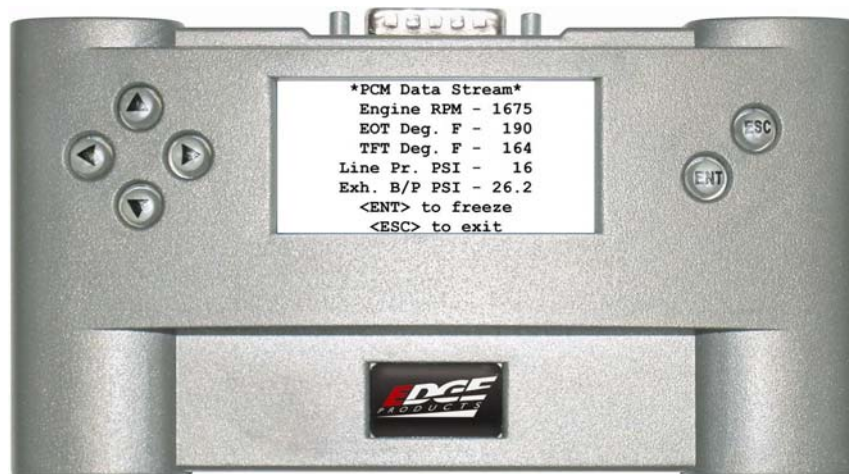 *PCM Data Stream*
Engine RPM - 1675
EOT Deg. F - 190
TFT Deg. F - 164
Line Pr. PSI - 16
Exh. B/P PSI - 26.2
<ENT> to freeze
<ESC> to exit
ESC
ENT
EDGE
PRODUCTS